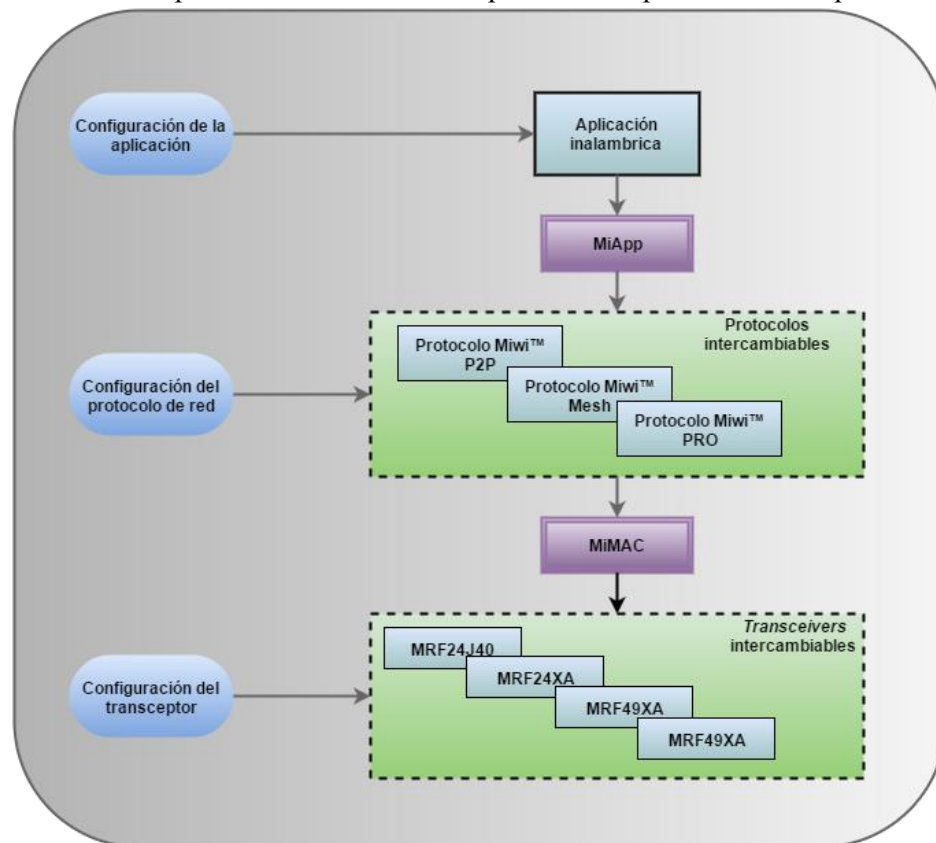 Configuración de la
aplicación
Aplicación
inalambrica
MiApp
Protocolos
intercambiables
Protocolo Miwi™
P2P
Protocolo Miwi™
Mesh
Protocolo Miwi™
PRO
Configuración del
protocolo de red
MiMAC
Transceivers
intercambiables
MRF24J40
MRF24XA
MRF49XA
MRF49XA
Configuración del
transceptor